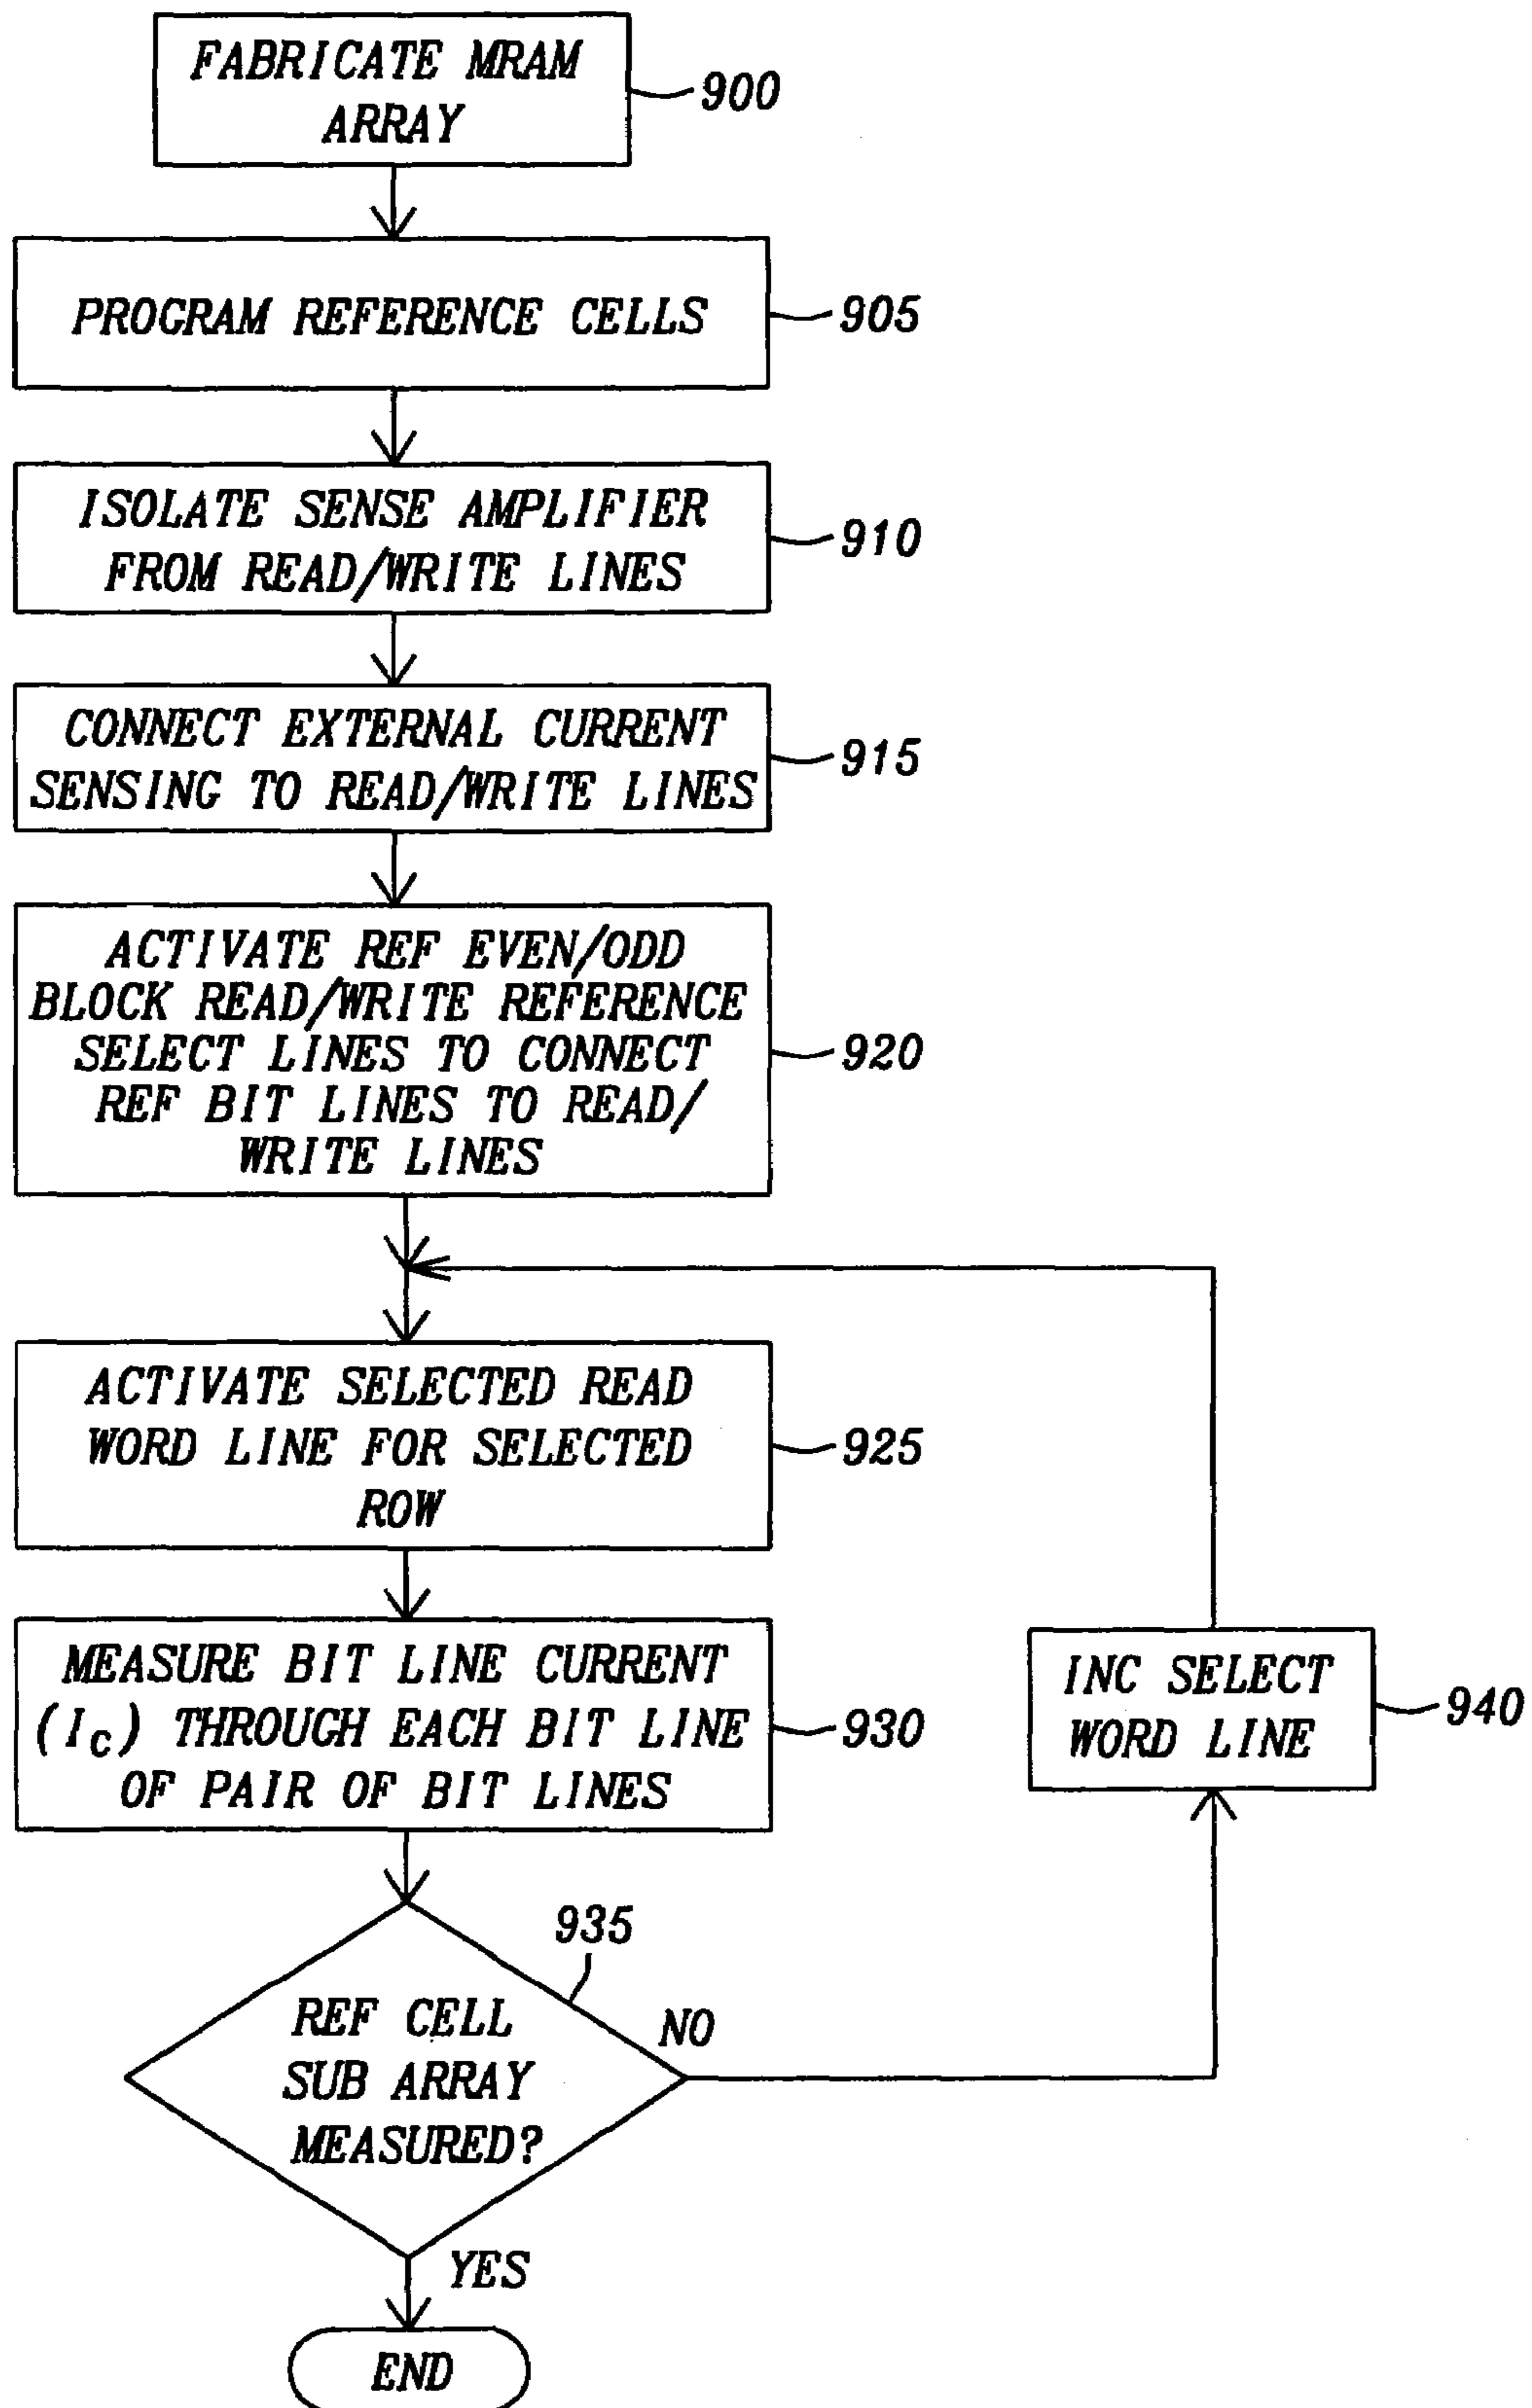 FABRICATE MRAM
ARRAY
900
PROGRAM REFERENCE CELLS
905
ISOLATE SENSE AMPLIFIER
FROM READ/WRITE LINES
910
CONNECT EXTERNAL CURRENT
SENSING TO READ/WRITE LINES
915
ACTIVATE REF EVEN/ODD
BLOCK READ/WRITE REFERENCE
SELECT LINES TO CONNECT
REF BIT LINES TO READ/
WRITE LINES
920
ACTIVATE SELECTED READ
WORD LINE FOR SELECTED
ROW
925
MEASURE BIT LINE CURRENT
(IC) THROUGH EACH BIT LINE
OF PAIR OF BIT LINES
930
INC SELECT
WORD LINE
940
935
REF CELL
SUB ARRAY
MEASURED?
NO
YES
END